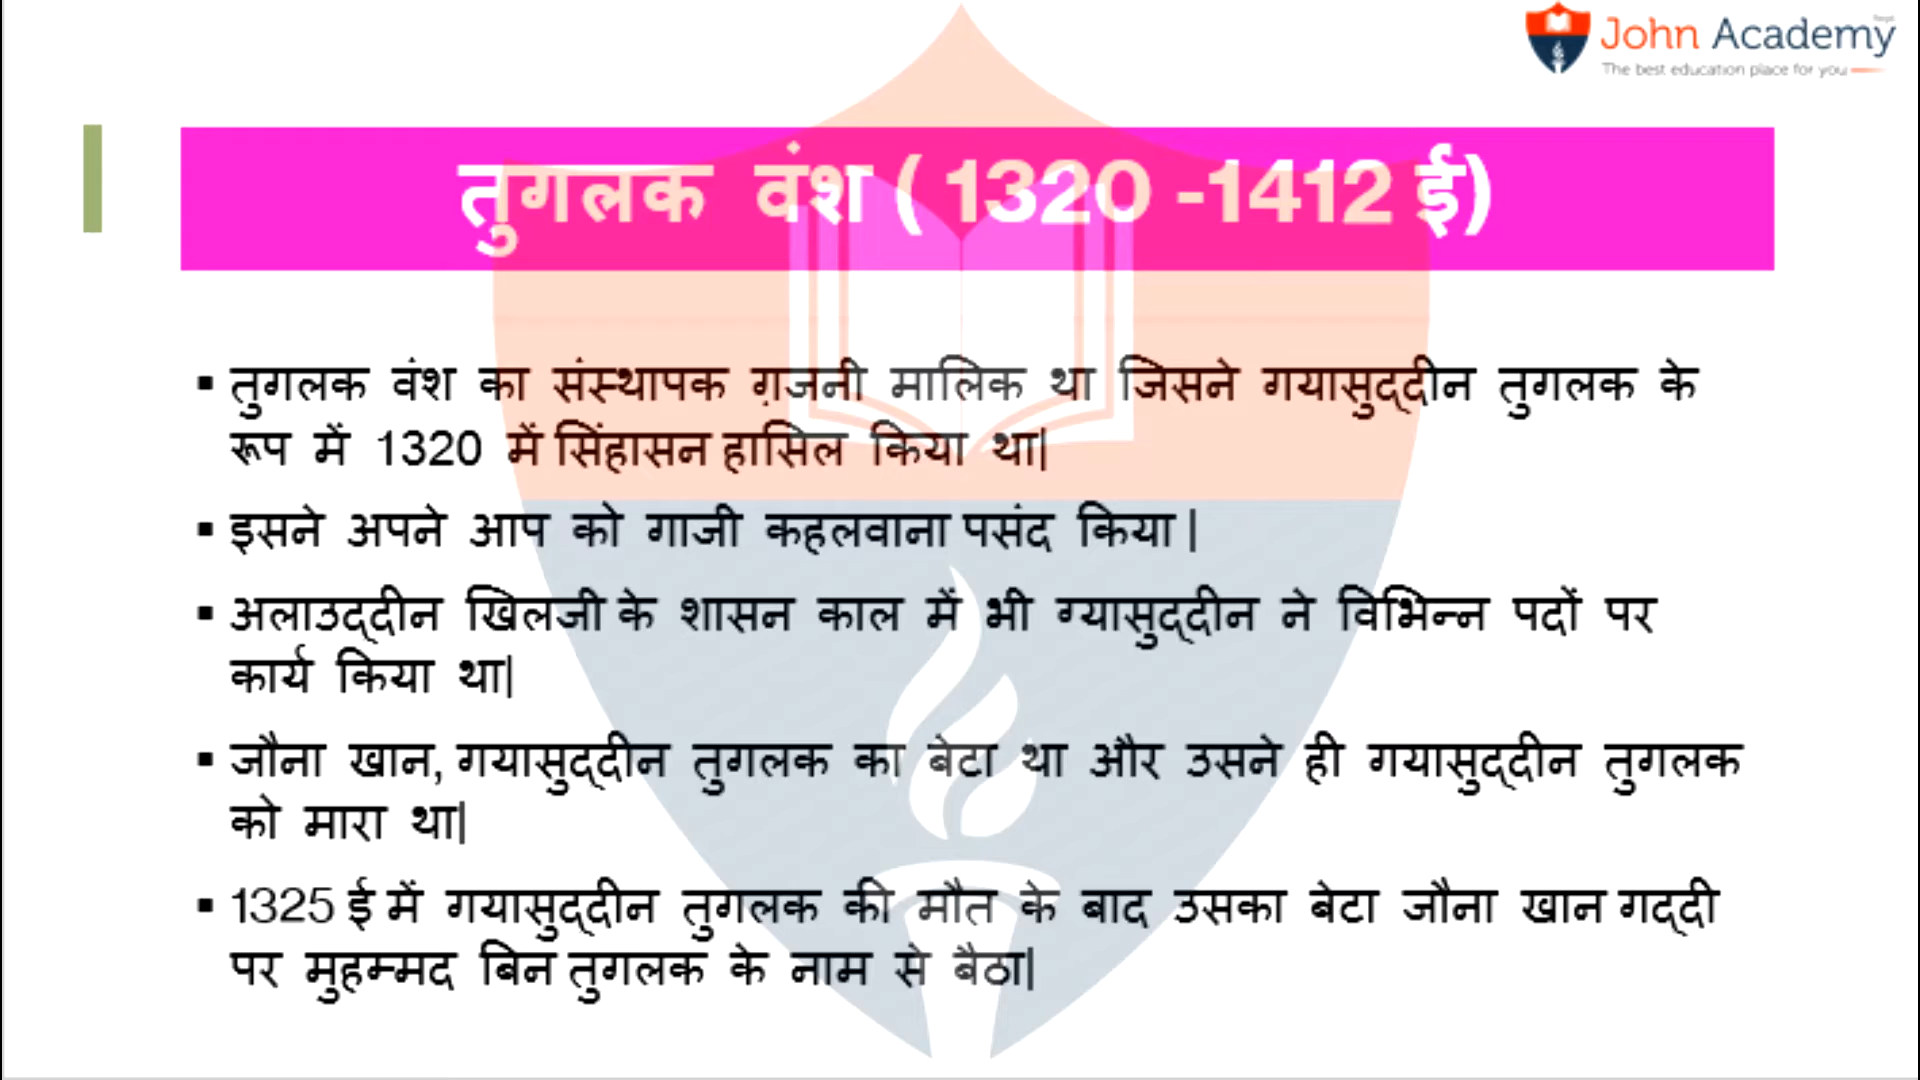 John Academy
The best education place for you
तुगलक वंश ( 1320 -1412 ई)
▪ तुगलक वंश का संस्थापक ग़जनी मालिक था जिसने गयासुद्दीन तुगलक के
रूप में 1320 में सिंहासन हासिल किया था|
▪ इसने अपने आप को गाजी कहलवाना पसंद किया |
▪ अलाउद्दीन खिलजी के शासन काल में भी ग्यासुद्दीन ने विभिन्न पदों पर
कार्य किया था|
▪ जौना खान, गयासुद्दीन तुगलक का बेटा था और उसने ही गयासुद्दीन तुगलक
को मारा था|
▪ 1325 ई में गयासुद्दीन तुगलक की मौत के बाद उसका बेटा जौना खान गद्दी
पर मुहम्मद बिन तुगलक के नाम से बैठा|